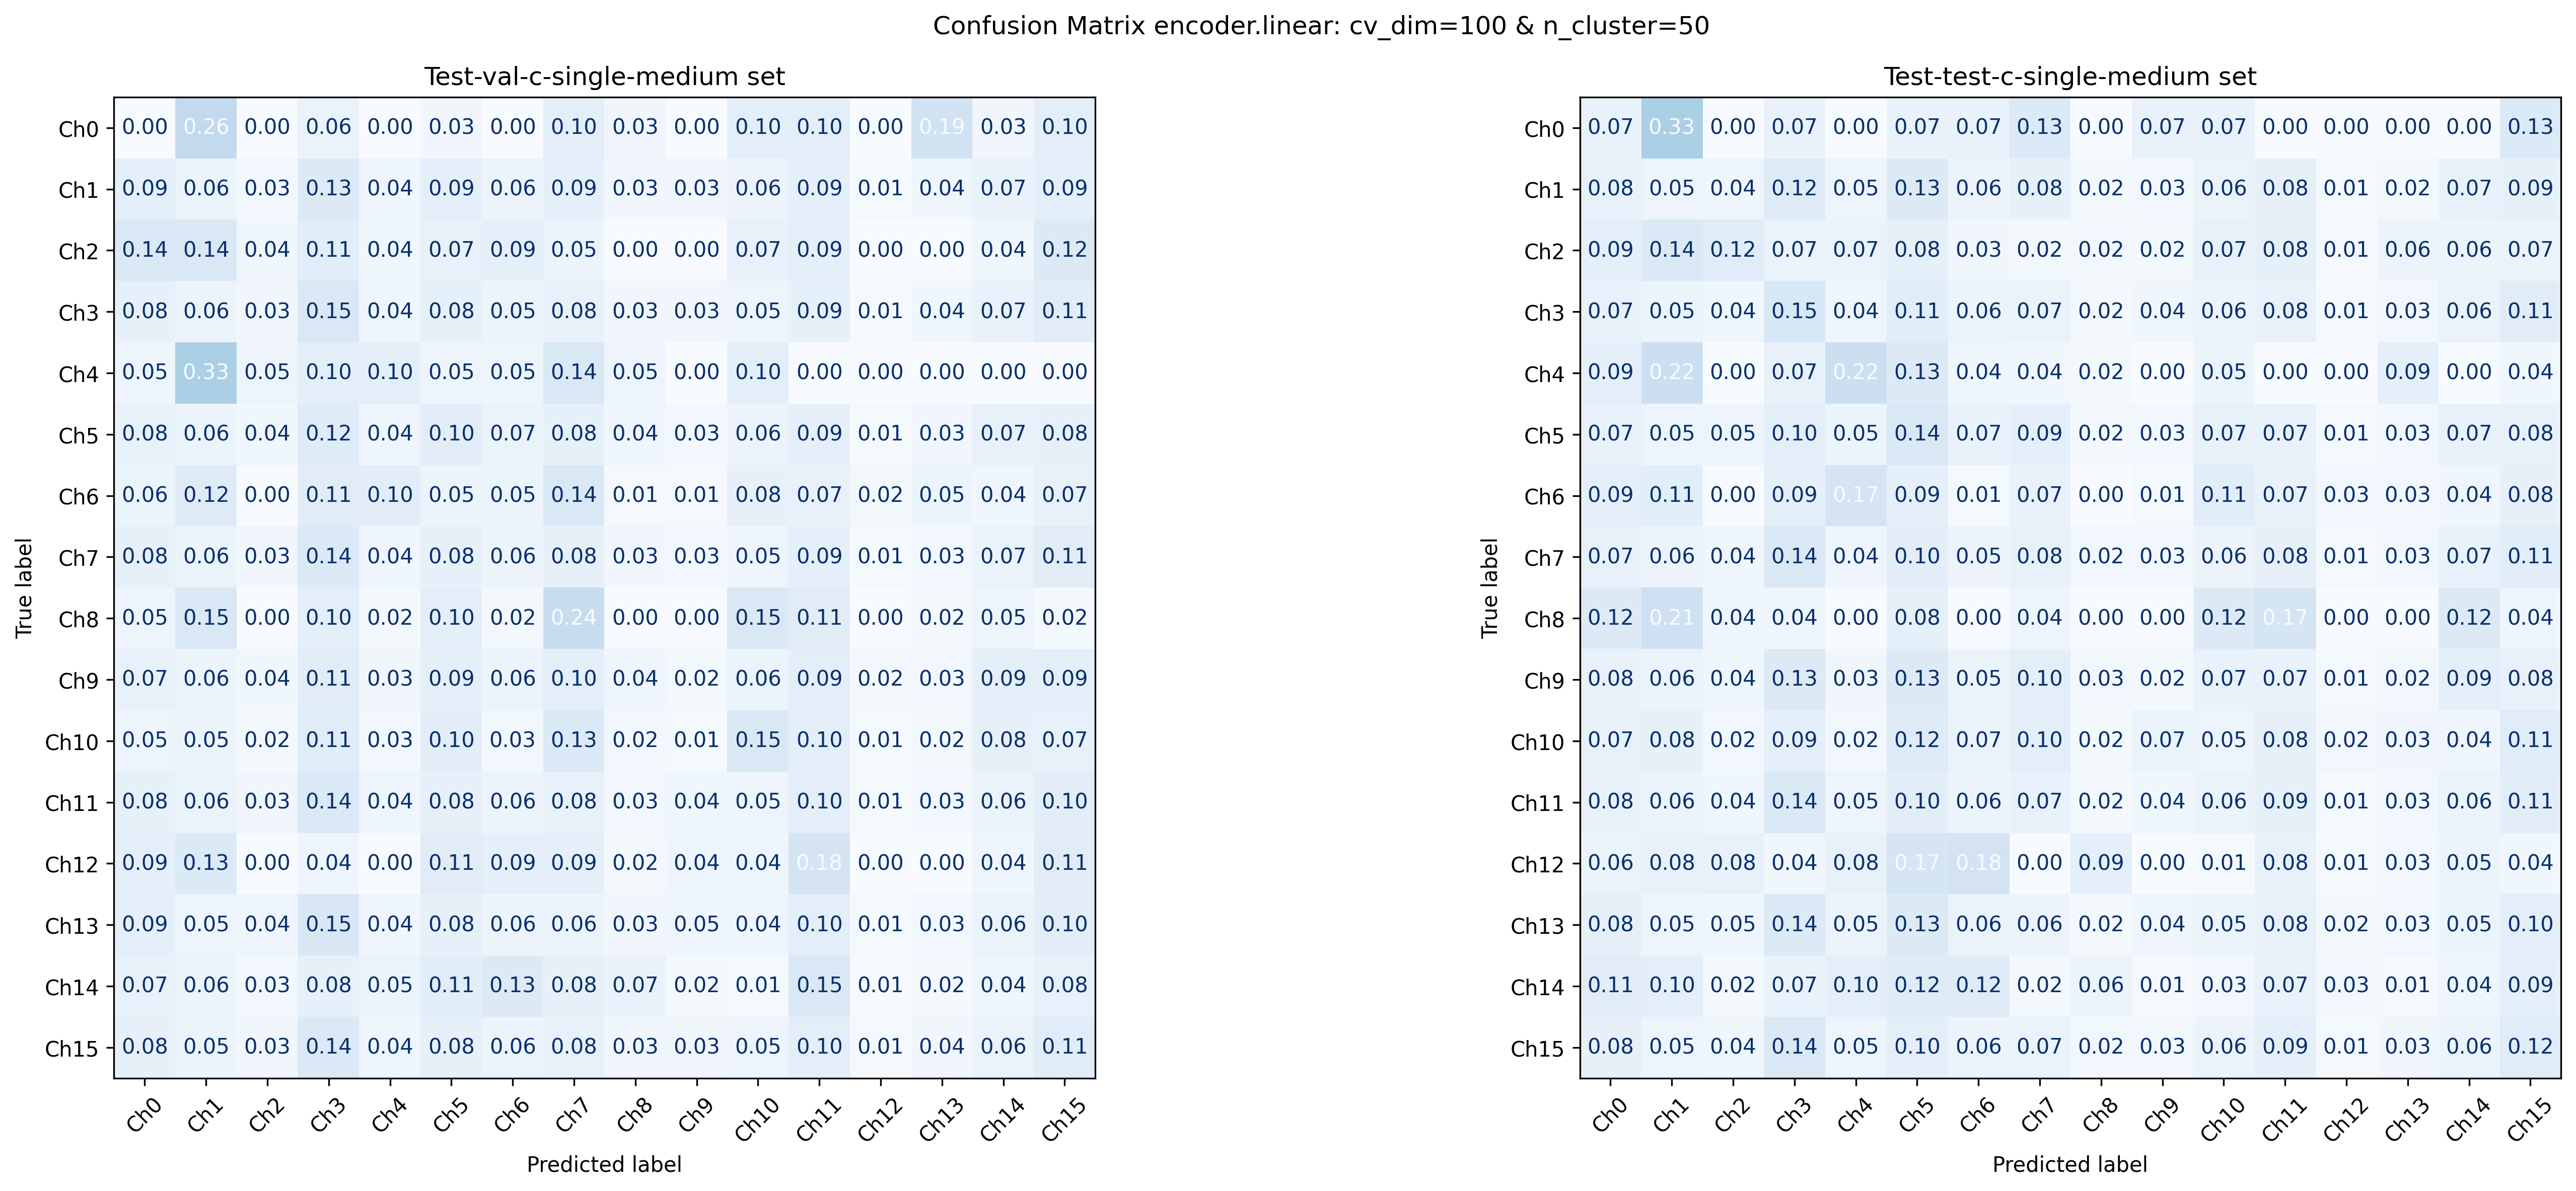 Confusion Matrix encoder.linear: cv_dim=100 & n_cluster=50
Test-val-c-single-medium set
True label
Ch0 0.00 0.26 0.00 0.06 0.00 0.03 0.00 0.10 0.03 0.00 0.10 0.10 0.00 0.19 0.03 0.10
Ch1 0.09 0.06 0.03 0.13 0.04 0.09 0.06 0.09 0.03 0.03 0.06 0.09 0.01 0.04 0.07 0.09
Ch2 0.14 0.14 0.04 0.11 0.04 0.07 0.09 0.05 0.00 0.00 0.07 0.09 0.00 0.00 0.04 0.12
Ch3 0.08 0.06 0.03 0.15 0.04 0.08 0.05 0.08 0.03 0.03 0.05 0.09 0.01 0.04 0.07 0.11
Ch4 0.05 0.33 0.05 0.10 0.10 0.05 0.05 0.14 0.05 0.00 0.10 0.00 0.00 0.00 0.00 0.00
Ch5 0.08 0.06 0.04 0.12 0.04 0.10 0.07 0.08 0.04 0.03 0.06 0.09 0.01 0.03 0.07 0.08
Ch6 0.06 0.12 0.00 0.11 0.10 0.05 0.05 0.14 0.01 0.01 0.08 0.07 0.02 0.05 0.04 0.07
Ch7 0.08 0.06 0.03 0.14 0.04 0.08 0.06 0.08 0.03 0.03 0.05 0.09 0.01 0.03 0.07 0.11
Ch8 0.05 0.15 0.00 0.10 0.02 0.10 0.02 0.24 0.00 0.00 0.15 0.11 0.00 0.02 0.05 0.02
Ch9 0.07 0.06 0.04 0.11 0.03 0.09 0.06 0.10 0.04 0.02 0.06 0.09 0.02 0.03 0.09 0.09
Ch10 0.05 0.05 0.02 0.11 0.03 0.10 0.03 0.13 0.02 0.01 0.15 0.10 0.01 0.02 0.08 0.07
Ch11 0.08 0.06 0.03 0.14 0.04 0.08 0.06 0.08 0.03 0.04 0.05 0.10 0.01 0.03 0.06 0.10
Ch12 0.09 0.13 0.00 0.04 0.00 0.11 0.09 0.09 0.02 0.04 0.04 0.18 0.00 0.00 0.04 0.11
Ch13 0.09 0.05 0.04 0.15 0.04 0.08 0.06 0.06 0.03 0.05 0.04 0.10 0.01 0.03 0.06 0.10
Ch14 0.07 0.06 0.03 0.08 0.05 0.11 0.13 0.08 0.07 0.02 0.01 0.15 0.01 0.02 0.04 0.08
Ch15 0.08 0.05 0.03 0.14 0.04 0.08 0.06 0.08 0.03 0.03 0.05 0.10 0.01 0.04 0.06 0.11
Ch0 Ch1 Ch2 Ch3 Ch4 Ch5 Ch6 Ch7 Ch8 Ch9 Ch10 Ch11 Ch12 Ch13 Ch14 Ch15
Predicted label
Test-test-c-single-medium set
True label
Ch0 0.07 0.33 0.00 0.07 0.00 0.07 0.07 0.13 0.00 0.07 0.07 0.00 0.00 0.00 0.00 0.13
Ch1 0.08 0.05 0.04 0.12 0.05 0.13 0.06 0.08 0.02 0.03 0.06 0.08 0.01 0.02 0.07 0.09
Ch2 0.09 0.14 0.12 0.07 0.07 0.08 0.03 0.02 0.02 0.02 0.07 0.08 0.01 0.06 0.06 0.07
Ch3 0.07 0.05 0.04 0.15 0.04 0.11 0.06 0.07 0.02 0.04 0.06 0.08 0.01 0.03 0.06 0.11
Ch4 0.09 0.22 0.00 0.07 0.22 0.13 0.04 0.04 0.02 0.00 0.05 0.00 0.00 0.09 0.00 0.04
Ch5 0.07 0.05 0.05 0.10 0.05 0.14 0.07 0.09 0.02 0.03 0.07 0.07 0.01 0.03 0.07 0.08
Ch6 0.09 0.11 0.00 0.09 0.17 0.09 0.01 0.07 0.00 0.01 0.11 0.07 0.03 0.03 0.04 0.08
Ch7 0.07 0.06 0.04 0.14 0.04 0.10 0.05 0.08 0.02 0.03 0.06 0.08 0.01 0.03 0.07 0.11
Ch8 0.12 0.21 0.04 0.04 0.00 0.08 0.00 0.04 0.00 0.00 0.12 0.17 0.00 0.00 0.12 0.04
Ch9 0.08 0.06 0.04 0.13 0.03 0.13 0.05 0.10 0.03 0.02 0.07 0.07 0.01 0.02 0.09 0.08
Ch10 0.07 0.08 0.02 0.09 0.02 0.12 0.07 0.10 0.02 0.07 0.05 0.08 0.02 0.03 0.04 0.11
Ch11 0.08 0.06 0.04 0.14 0.05 0.10 0.06 0.07 0.02 0.04 0.06 0.09 0.01 0.03 0.06 0.11
Ch12 0.06 0.08 0.08 0.04 0.08 0.17 0.18 0.00 0.09 0.00 0.01 0.08 0.01 0.03 0.05 0.04
Ch13 0.08 0.05 0.05 0.14 0.05 0.13 0.06 0.06 0.02 0.04 0.05 0.08 0.02 0.03 0.05 0.10
Ch14 0.11 0.10 0.02 0.07 0.10 0.12 0.12 0.02 0.06 0.01 0.03 0.07 0.03 0.01 0.04 0.09
Ch15 0.08 0.05 0.04 0.14 0.05 0.10 0.06 0.07 0.02 0.03 0.06 0.09 0.01 0.03 0.06 0.12
Ch0 Ch1 Ch2 Ch3 Ch4 Ch5 Ch6 Ch7 Ch8 Ch9 Ch10 Ch11 Ch12 Ch13 Ch14 Ch15
Predicted label